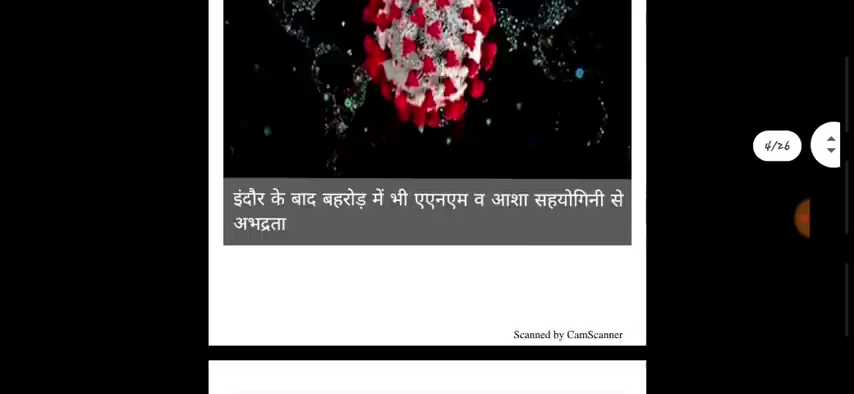 4/26
इंदौर के बाद बहरोड़ में भी एएनएम व आशा सहयोगिनी से
अभद्रता
Scanned by CamScanner